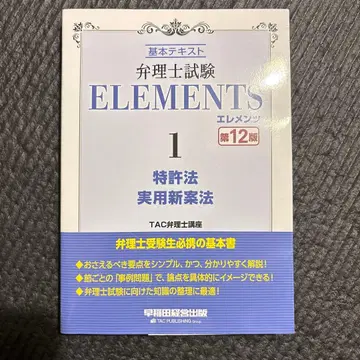 基本テキスト
弁理士試験
ELEMENTS
エレメンツ
第12版
1
特許法
実用新案法
TAC弁理士講座
弁理士受験生必携の基本書
◆おさえるべき要点をシンプル、かつ、分かりやすく解説！
◆節ごとの「事例問題」で、論点を具体的にイメージできる！
◆弁理士試験に向けた知識の整理に最適！
早稲田経営出版
TAC PUBLISHING Group